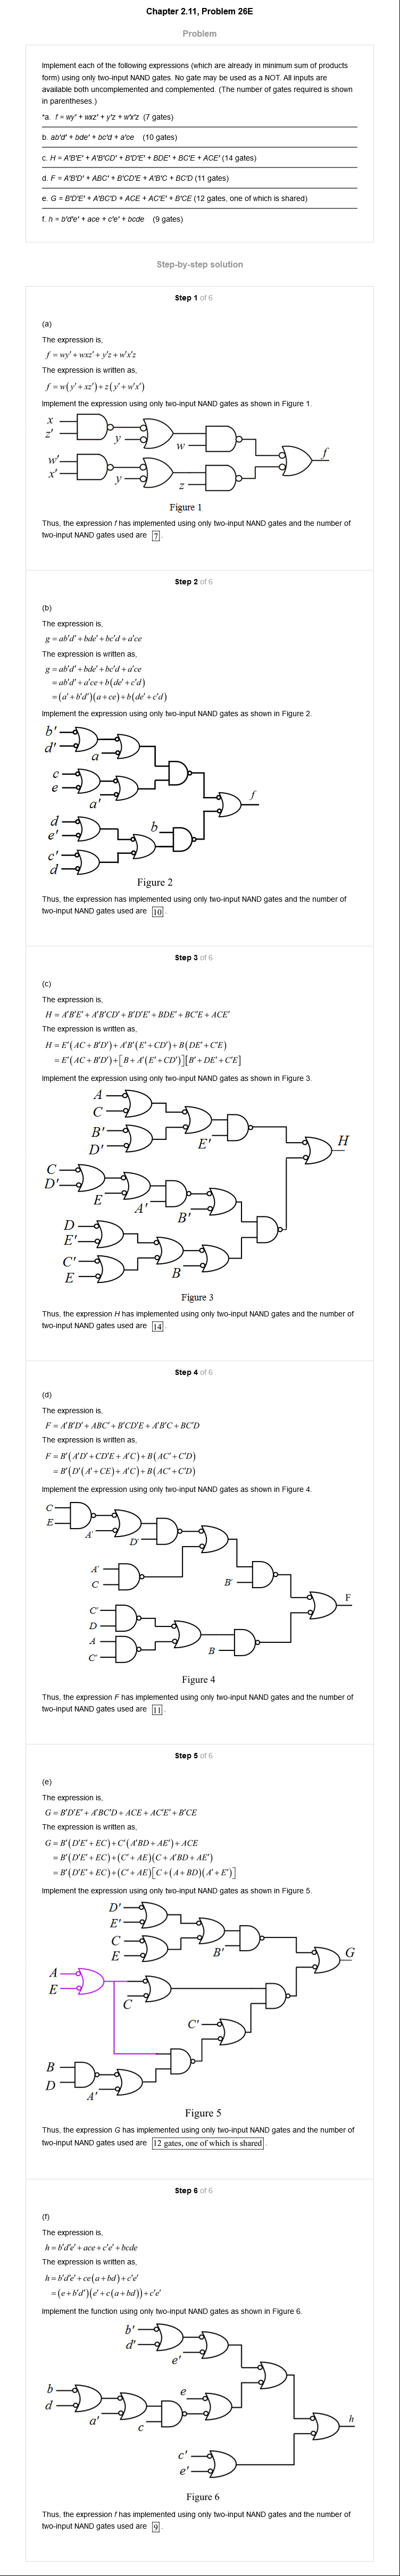 Chapter 2.11, Problem 26E
Problem
Implement each of the following expressions (which are already in minimum sum of products
form) using only two-input NAND gates. No gate may be used as a NOT. All inputs are
available both uncomplemented and complemented. (The number of gates required is shown
in parentheses.)
*a. f = wy' + wxz' + y'z + w'x'z (7 gates)
b. ab'd' + bde' + bc'd + a'ce (10 gates)
c. H = A'B'E' + A'B'CD' + B'D'E' + BDE' + BC'E + ACE' (14 gates)
d. F = A'B'D' + ABC' + B'CD'E + A'B'C + BC'D (11 gates)
e. G = B'D'E' + A'BC'D + ACE + AC'E' + B'CE (12 gates, one of which is shared)
f. h = b'd'e' + ace + c'e' + bcde (9 gates)
Step-by-step solution
Step 1 of 6
(a)
The expression is,
f = wy' + wxz' + y'z + w'x'z
The expression is written as,
f = w(y' + xz') + z(y' + w'x')
Implement the expression using only two-input NAND gates as shown in Figure 1.
x
z'
y
w
w'
x'
y
z
f
Figure 1
Thus, the expression f has implemented using only two-input NAND gates and the number of
two-input NAND gates used are 7.
Step 2 of 6
(b)
The expression is,
g = ab'd' + bde' + bc'd + a'ce
The expression is written as,
g = ab'd' + bde' + bc'd + a'ce
= ab'd' + a'ce + b(de' + c'd)
= (a' + b'd')(a + ce) + b(de' + c'd)
Implement the expression using only two-input NAND gates as shown in Figure 2.
b'
d'
a
c
e
a'
d
e'
b
c'
d
f
Figure 2
Thus, the expression has implemented using only two-input NAND gates and the number of
two-input NAND gates used are 10.
Step 3 of 6
(c)
The expression is,
H = A'B'E' + A'B'CD' + B'D'E' + BDE' + BC'E + ACE'
The expression is written as,
H = E'(AC + B'D') + A'B'(E' + CD') + B(DE' + C'E)
= E'(AC + B'D') + [B + A'(E' + CD')][B' + DE' + C'E]
Implement the expression using only two-input NAND gates as shown in Figure 3.
A
C
B'
D'
E'
H
C
D'
E
A'
B'
D
E'
C'
E
B
Figure 3
Thus, the expression H has implemented using only two-input NAND gates and the number of
two-input NAND gates used are 14
Step 4 of 6
(d)
The expression is,
F = A'B'D' + ABC' + B'CD'E + A'B'C + BC'D
The expression is written as,
F = B'(A'D' + CD'E + A'C) + B(AC' + C'D)
= B'(D'(A' + CE) + A'C) + B(AC' + C'D)
Implement the expression using only two-input NAND gates as shown in Figure 4.
C
E
A'
D'
A'
C
B'
C'
D
A
C'
B
F
Figure 4
Thus, the expression F has implemented using only two-input NAND gates and the number of
two-input NAND gates used are 11.
Step 5 of 6
(e)
The expression is,
G = B'D'E' + A'BC'D + ACE + AC'E' + B'CE
The expression is written as,
G = B'(D'E' + EC) + C'(A'BD + AE') + ACE
= B'(D'E' + EC) + (C' + AE)(C + A'BD + AE')
= B'(D'E' + EC) + (C' + AE)[C + (A + BD)(A' + E')]
Implement the expression using only two-input NAND gates as shown in Figure 5.
D'
E'
C
E
B'
G
A
E
C
C'
B
D
A'
Figure 5
Thus, the expression G has implemented using only two-input NAND gates and the number of
two-input NAND gates used are 12 gates, one of which is shared.
Step 6 of 6
(f)
The expression is,
h = b'd'e' + ace + c'e' + bcde
The expression is written as,
h = b'd'e' + ce(a + bd) + c'e'
= (e + b'd')(e' + c(a + bd)) + c'e'
Implement the function using only two-input NAND gates as shown in Figure 6.
b'
d'
e'
b
d
a'
c
e
h
c'
e'
Figure 6
Thus, the expression f has implemented using only two-input NAND gates and the number of
two-input NAND gates used are 9.